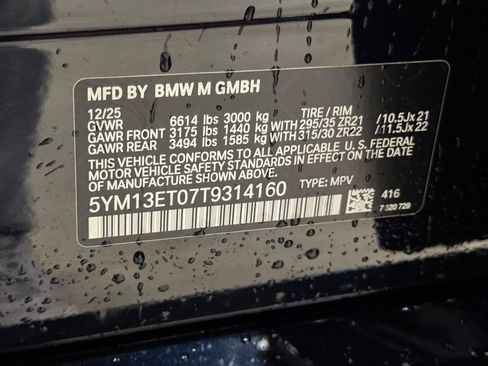 MFD BY BMW M GMBH
12/25 TIRE / RIM
GVWR 6614 lbs 3000 kg
GAWR FRONT 3175 lbs 1440 kg WITH 295/35 ZR21 /10.5Jx 21
GAWR REAR 3494 lbs 1585 kg WITH 315/30 ZR22 /11.5Jx 22
THIS VEHICLE CONFORMS TO ALL APPLICABLE U.S. FEDERAL
MOTOR VEHICLE SAFETY STANDARDS IN EFFECT ON THE DATE
OF MANUFACTURE SHOWN ABOVE.
5YM13ET07T9314160 TYPE: MPV 416
7 320 729